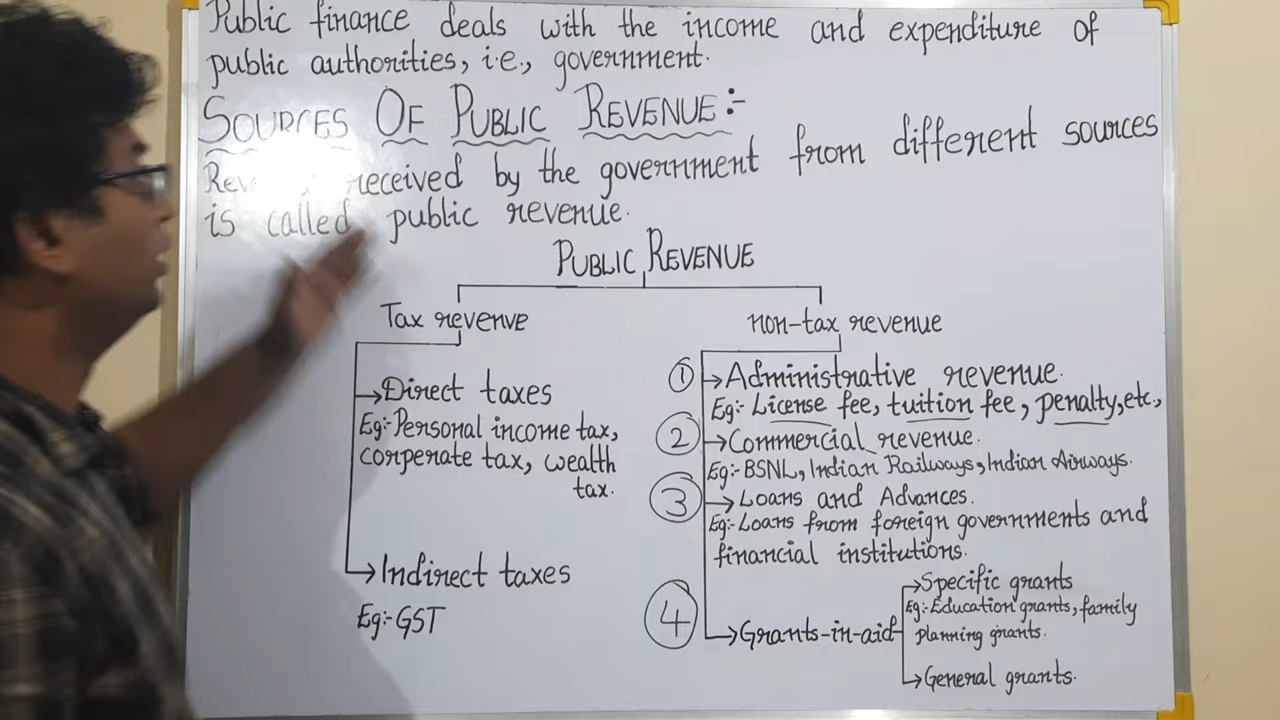 Public finance deals with the income and expenditure of
public authorities, i.e., government.
SOURCES OF PUBLIC REVENUE:-
received by the government from different sources
is called public revenue.
PUBLIC REVENUE
Tax revenue
Direct taxes
Eg:- Personal income tax,
corperate tax, wealth
tax.
Indirect taxes
Eg:- GST
non-tax revenue
① Administrative revenue.
Eg:- License fee, tuition fee, penalty, etc.,
② Commercial revenue.
Eg:- BSNL, Indian Railways, Indian Airways.
③ Loans and Advances.
Eg:- Loans from foreign governments and
financial institutions.
④ Grants-in-aid
Specific grants
Eg:- Education grants, family
planning grants.
General grants.